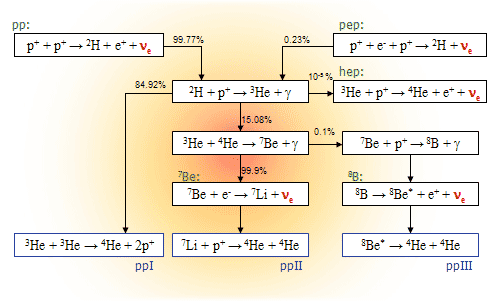 pp:
pep:
p⁺ + p⁺ → ²H + e⁺ + νₑ
99.77%
0.23%
p⁺ + e⁻ + p⁺ → ²H + νₑ
hep:
84.92%
²H + p⁺ → ³He + γ
10⁻⁵ %
³He + p⁺ → ⁴He + e⁺ + νₑ
15.08%
³He + ⁴He → ⁷Be + γ
0.1%
⁷Be + p⁺ → ⁸B + γ
⁷Be:
99.9%
⁸B:
⁷Be + e⁻ → ⁷Li + νₑ
⁸B → ⁸Be* + e⁺ + νₑ
³He + ³He → ⁴He + 2p⁺
⁷Li + p⁺ → ⁴He + ⁴He
⁸Be* → ⁴He + ⁴He
ppI
ppII
ppIII